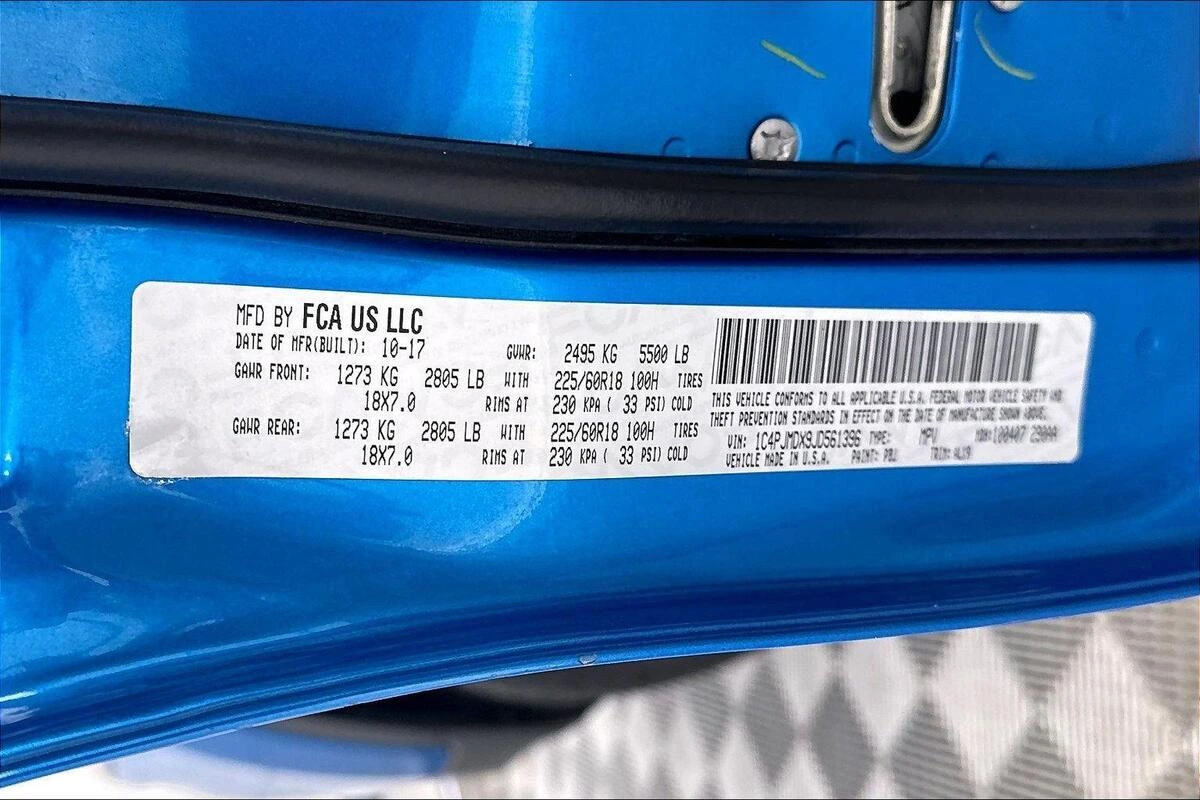 MFD BY FCA US LLC
DATE OF MFR(BUILT): 10-17 GVWR: 2495 KG 5500 LB
GAWR FRONT: 1273 KG 2805 LB WITH 225/60R18 100H TIRES
18X7.0 RIMS AT 230 KPA ( 33 PSI) COLD
GAWR REAR: 1273 KG 2805 LB WITH 225/60R18 100H TIRES
18X7.0 RIMS AT 230 KPA ( 33 PSI) COLD
THIS VEHICLE CONFORMS TO ALL APPLICABLE U.S.A. FEDERAL MOTOR VEHICLE SAFETY AND
THEFT PREVENTION STANDARDS IN EFFECT ON THE DATE OF MANUFACTURE SHOWN ABOVE.
VIN: 1C4PJMDX9JD561396 TYPE: MPV MDH: 100407
VEHICLE MADE IN U.S.A. PAINT: PBJ TRIM: